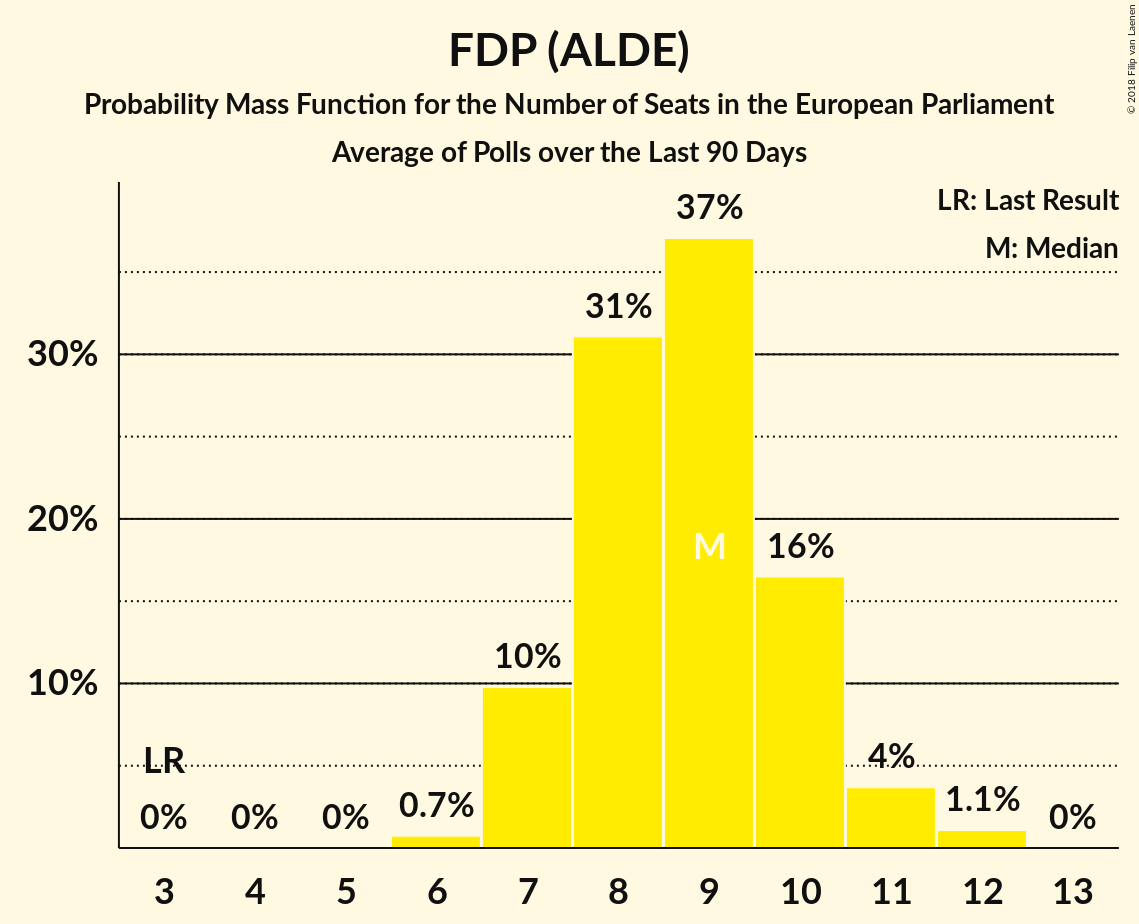 FDP (ALDE)
Probability Mass Function for the Number of Seats in the European Parliament
Average of Polls over the Last 90 Days
© 2018 Filip van Laenen
LR: Last Result
M: Median
37%
31%
30%
20%
M
16%
10%
10%
LR
4%
0%
0%
0%
0.7%
1.1%
0%
3 4 5 6 7 8 9 10 11 12 13